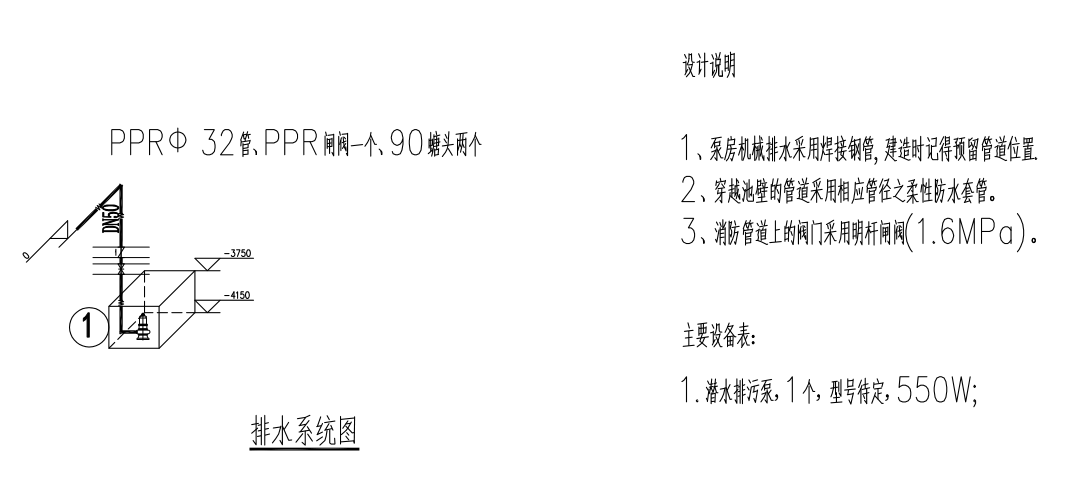 设计说明
PPRΦ 32管、PPR闸阀一个、90螗头两个
1、泵房机械排水采用焊接钢管,建造时记得预留管道位置.
2、穿越池壁的管道采用相应管径之柔性防水套管。
3、消防管道上的阀门采用明杆闸阀(1.6MPa)。
DN50
-3750
-4150
1
主要设备表：
1.潜水排污泵，1个，型号待定，550W;
排水系统图